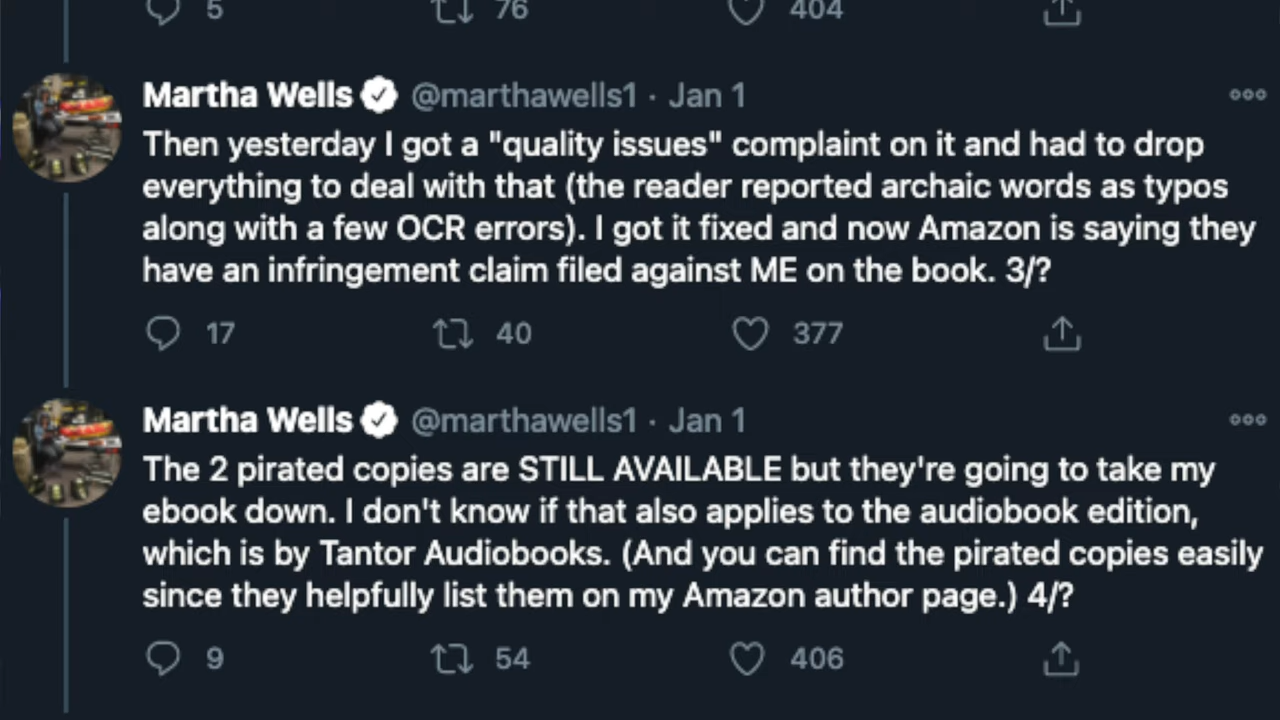 5 76 404
Martha Wells @marthawells1 · Jan 1
Then yesterday I got a "quality issues" complaint on it and had to drop
everything to deal with that (the reader reported archaic words as typos
along with a few OCR errors). I got it fixed and now Amazon is saying they
have an infringement claim filed against ME on the book. 3/?
17 40 377
Martha Wells @marthawells1 · Jan 1
The 2 pirated copies are STILL AVAILABLE but they're going to take my
ebook down. I don't know if that also applies to the audiobook edition,
which is by Tantor Audiobooks. (And you can find the pirated copies easily
since they helpfully list them on my Amazon author page.) 4/?
9 54 406